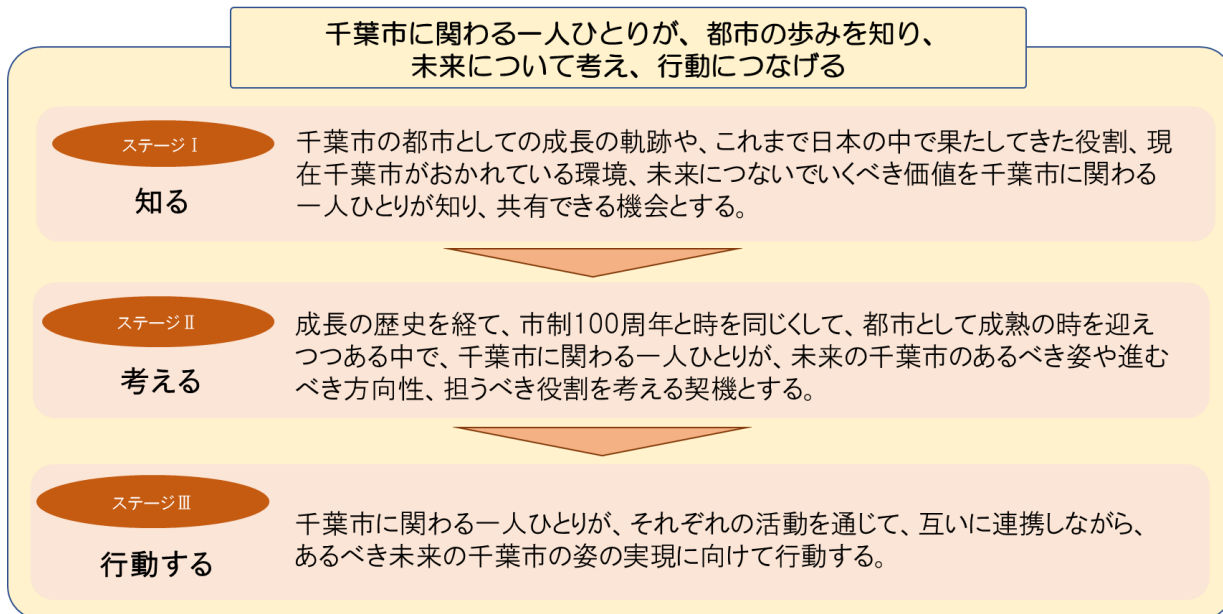 千葉市に関わる一人ひとりが、都市の歩みを知り、
未来について考え、行動につなげる
ステージⅠ
知る
千葉市の都市としての成長の軌跡や、これまで日本の中で果たしてきた役割、現
在千葉市がおかれている環境、未来につないでいくべき価値を千葉市に関わる
一人ひとりが知り、共有できる機会とする。
ステージⅡ
考える
成長の歴史を経て、市制100周年と時を同じくして、都市として成熟の時を迎え
つつある中で、千葉市に関わる一人ひとりが、未来の千葉市のあるべき姿や進む
べき方向性、担うべき役割を考える契機とする。
ステージⅢ
行動する
千葉市に関わる一人ひとりが、それぞれの活動を通じて、互いに連携しながら、
あるべき未来の千葉市の姿の実現に向けて行動する。